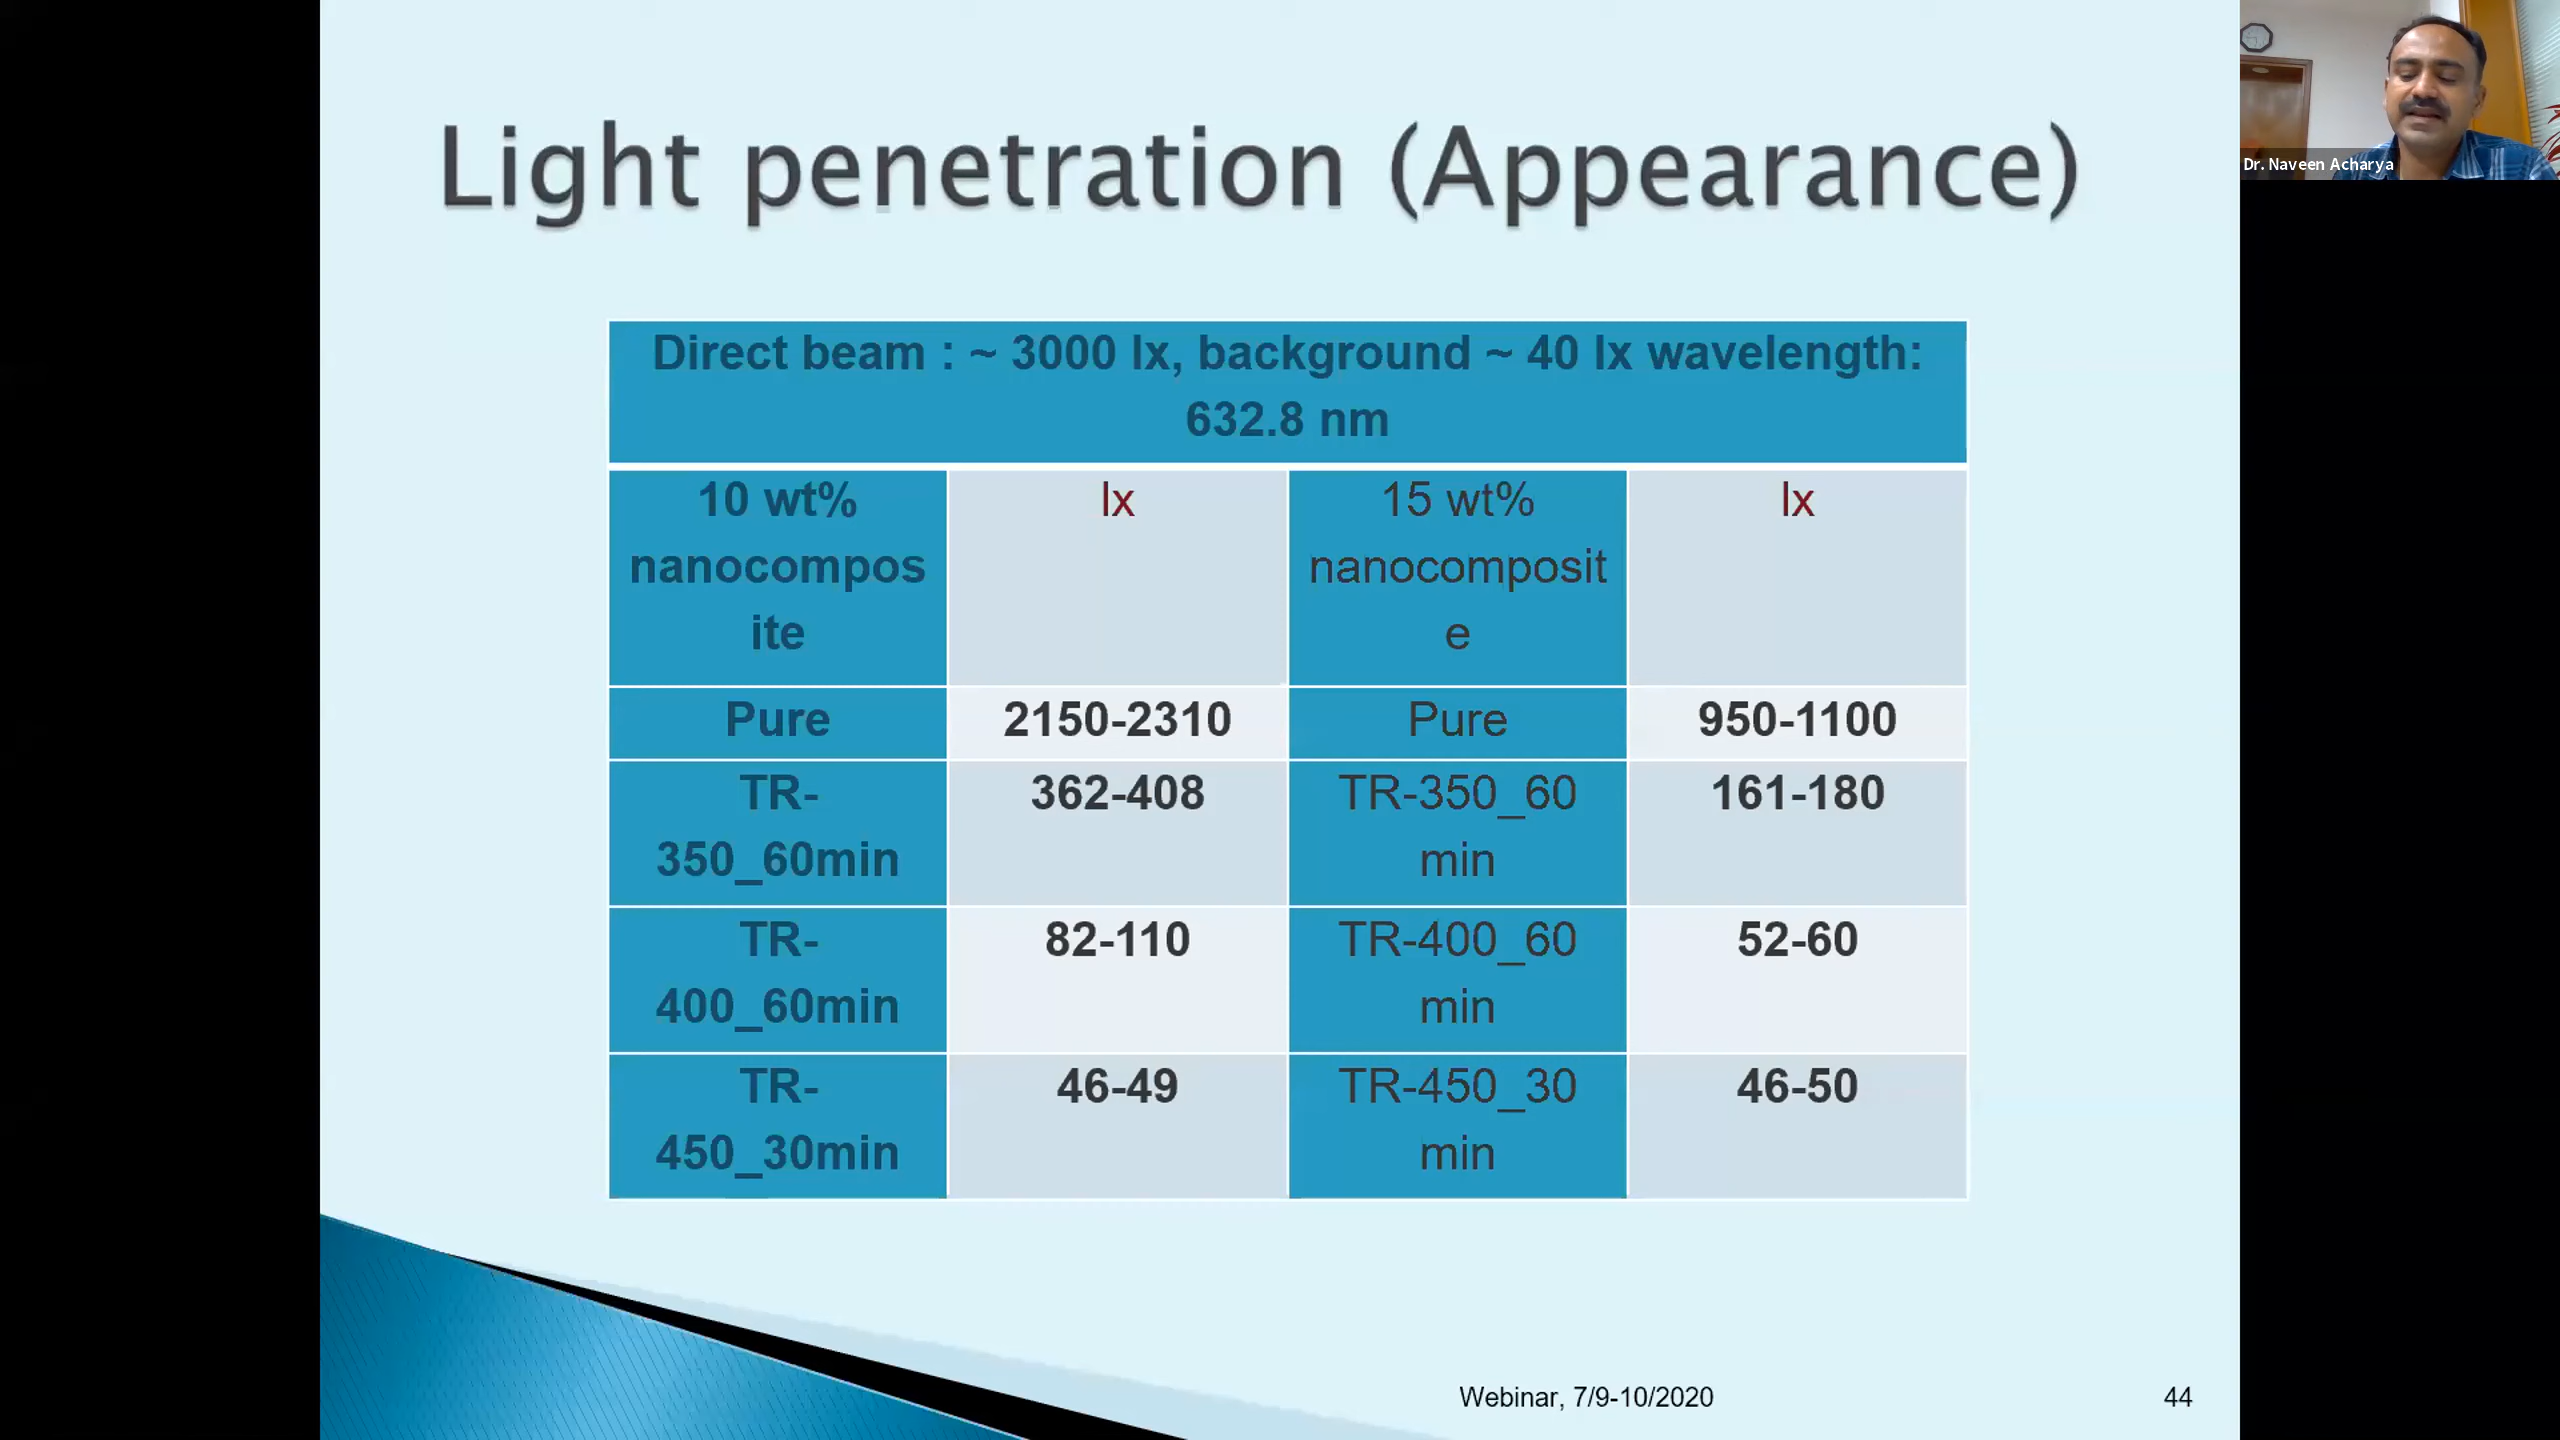 Light penetration (Appearance)
Dr. Naveen Acharya
Direct beam : ~ 3000 lx, background ~ 40 lx wavelength:
632.8 nm
10 wt%
nanocompos
ite
lx
15 wt%
nanocomposit
e
lx
Pure
2150-2310
Pure
950-1100
TR-
350_60min
362-408
TR-350_60
min
161-180
TR-
400_60min
82-110
TR-400_60
min
52-60
TR-
450_30min
46-49
TR-450_30
min
46-50
Webinar, 7/9-10/2020
44